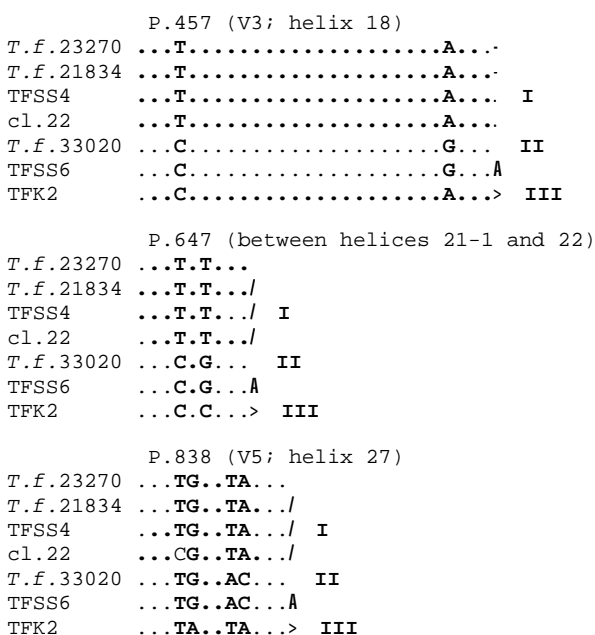 P.457 (V3; helix 18)
T.f.23270 ...T.....................A...-
T.f.21834 ...T.....................A...-
TFSS4 ...T.....................A... I
cl.22 ...T.....................A...
T.f.33020 ...C.....................G... II
TFSS6 ...C.....................G...A
TFK2 ...C.....................A...> III
P.647 (between helices 21-1 and 22)
T.f.23270 ...T.T...
T.f.21834 ...T.T.../
TFSS4 ...T.T.../ I
cl.22 ...T.T.../
T.f.33020 ...C.G... II
TFSS6 ...C.G...A
TFK2 ...C.C...> III
P.838 (V5; helix 27)
T.f.23270 ...TG..TA...
T.f.21834 ...TG..TA.../
TFSS4 ...TG..TA.../ I
cl.22 ...CG..TA.../
T.f.33020 ...TG..AC... II
TFSS6 ...TG..AC...A
TFK2 ...TA..TA...> III